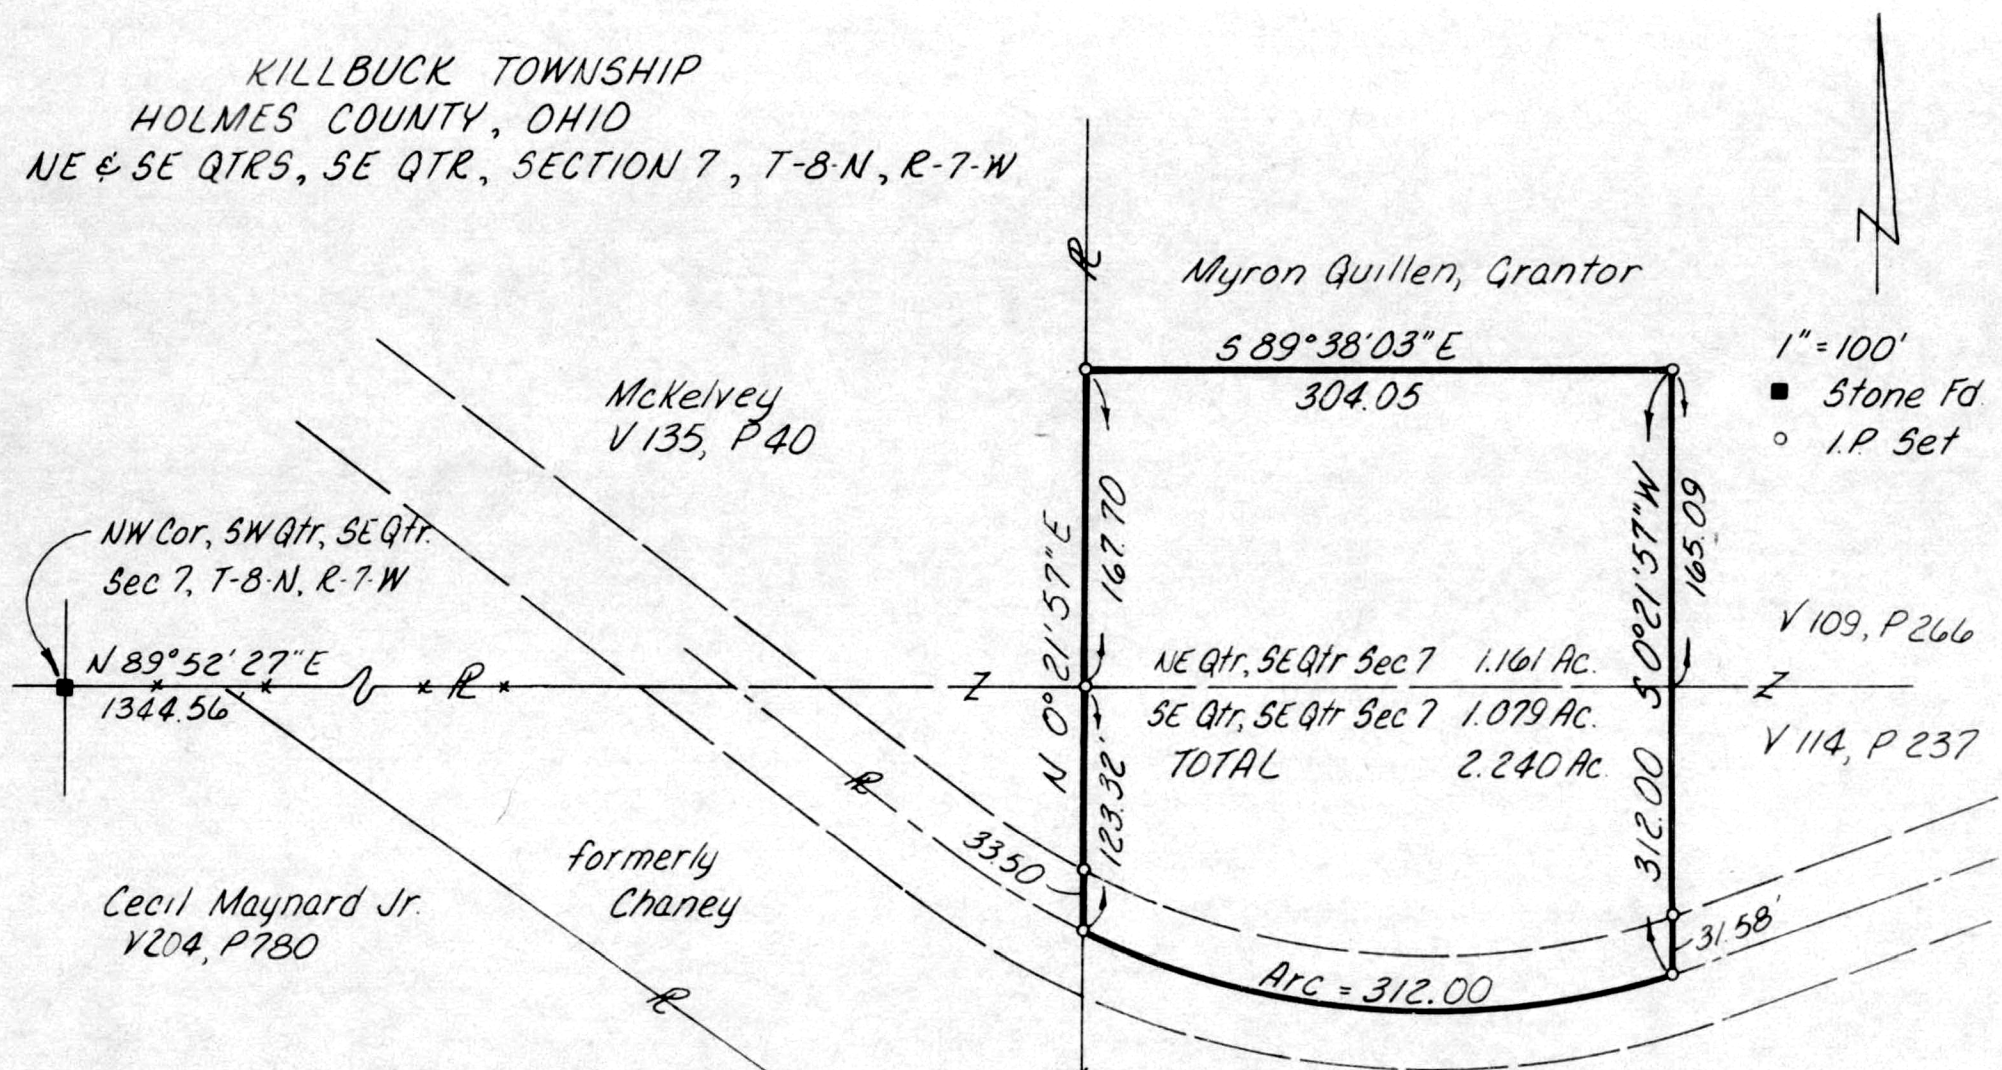 KILLBUCK TOWNSHIP
HOLMES COUNTY, OHIO
NE & SE QTRS, SE QTR, SECTION 7, T-8-N, R-7-W
Myron Quillen, Grantor
S 89°38'03"E
304.05
1"=100'
Stone Fd.
I.P. Set
McKelvey
V 135, P 40
NW Cor, SW Qtr, SE Qtr.
Sec 7, T-8-N, R-7-W
N 89°52'27"E
1344.56
N 0°21'57"E
167.70
123.32'
33.50
S 0°21'57"W
312.00
165.09
31.58'
NE Qtr, SE Qtr Sec 7 1.161 Ac.
SE Qtr, SE Qtr Sec 7 1.079 Ac.
TOTAL 2.240 Ac.
V 109, P 266
V 114, P 237
formerly
Chaney
Cecil Maynard Jr.
V204, P780
Arc = 312.00